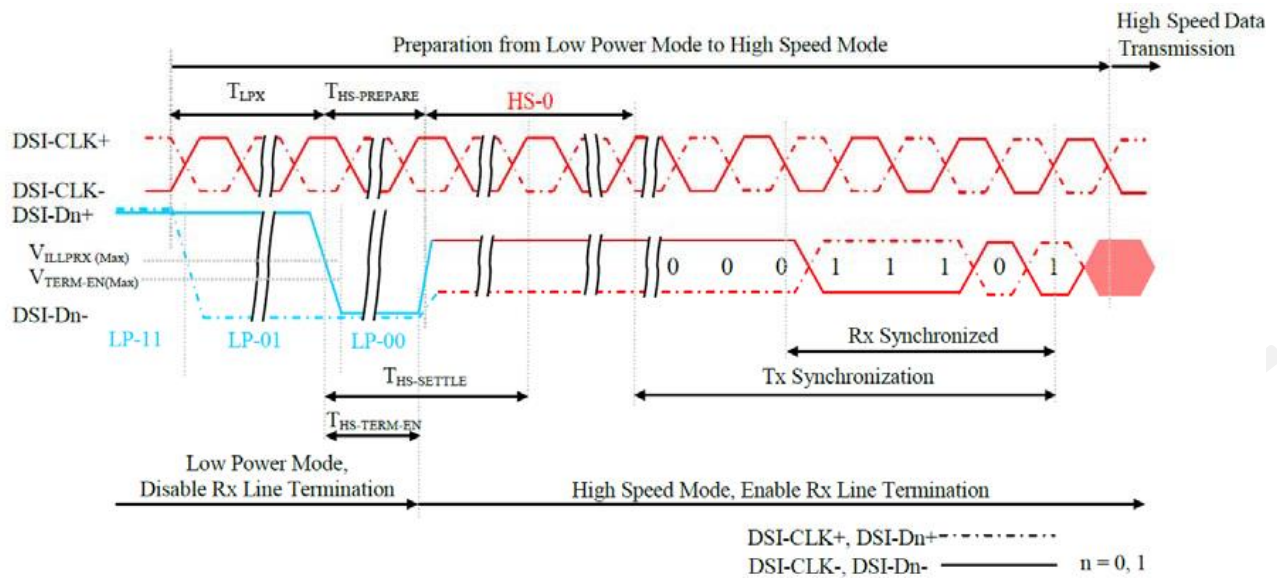 High Speed Data
Preparation from Low Power Mode to High Speed Mode
Transmission
TLPX
THS-PREPARE
HS-0
DSI-CLK+
DSI-CLK-
DSI-Dn+
VILLPRX (Max)
VTERM-EN(Max)
0 0 0 1 1 1 0 1
DSI-Dn-
LP-11 LP-01 LP-00
Rx Synchronized
THS-SETTLE
Tx Synchronization
THS-TERM-EN
Low Power Mode,
Disable Rx Line Termination
High Speed Mode, Enable Rx Line Termination
DSI-CLK+, DSI-Dn+
DSI-CLK-, DSI-Dn-
n = 0, 1